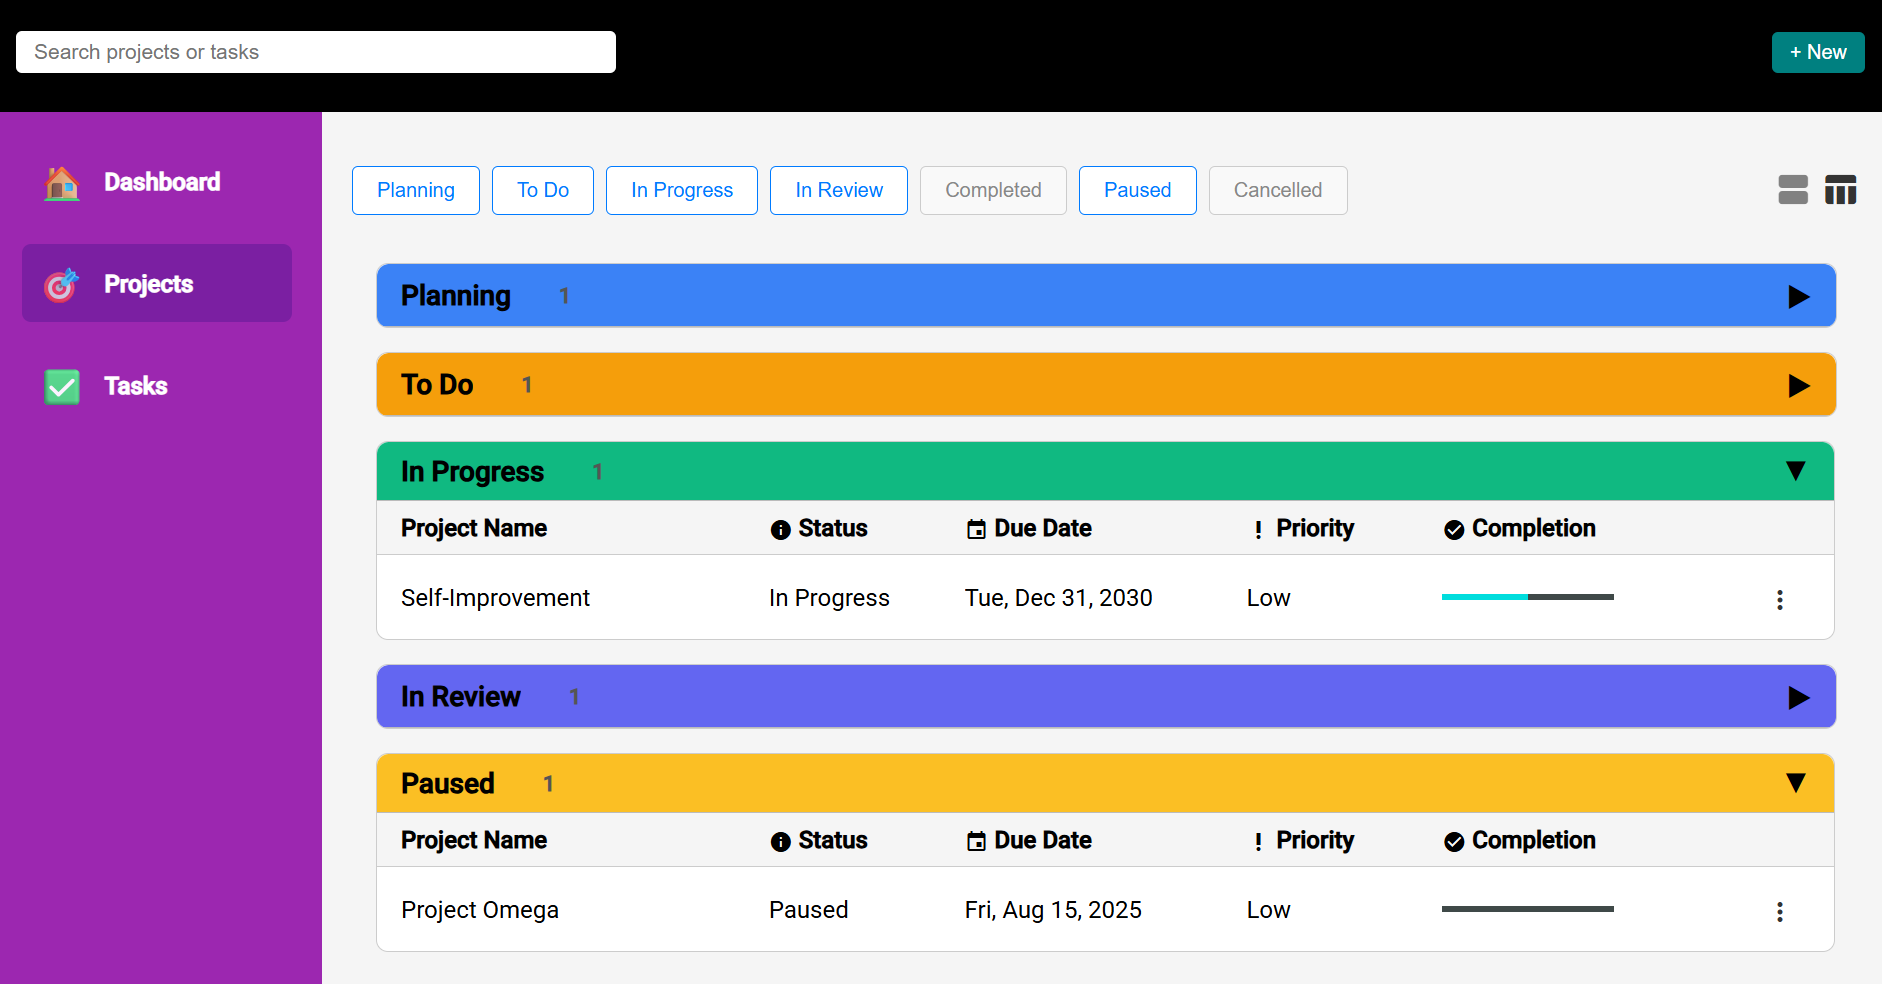 Search projects or tasks
+ New
Dashboard
Projects
Tasks
Planning To Do In Progress In Review Completed Paused Cancelled
Planning 1
To Do 1
In Progress 1
Project Name Status Due Date Priority Completion
Self-Improvement In Progress Tue, Dec 31, 2030 Low
In Review 1
Paused 1
Project Name Status Due Date Priority Completion
Project Omega Paused Fri, Aug 15, 2025 Low